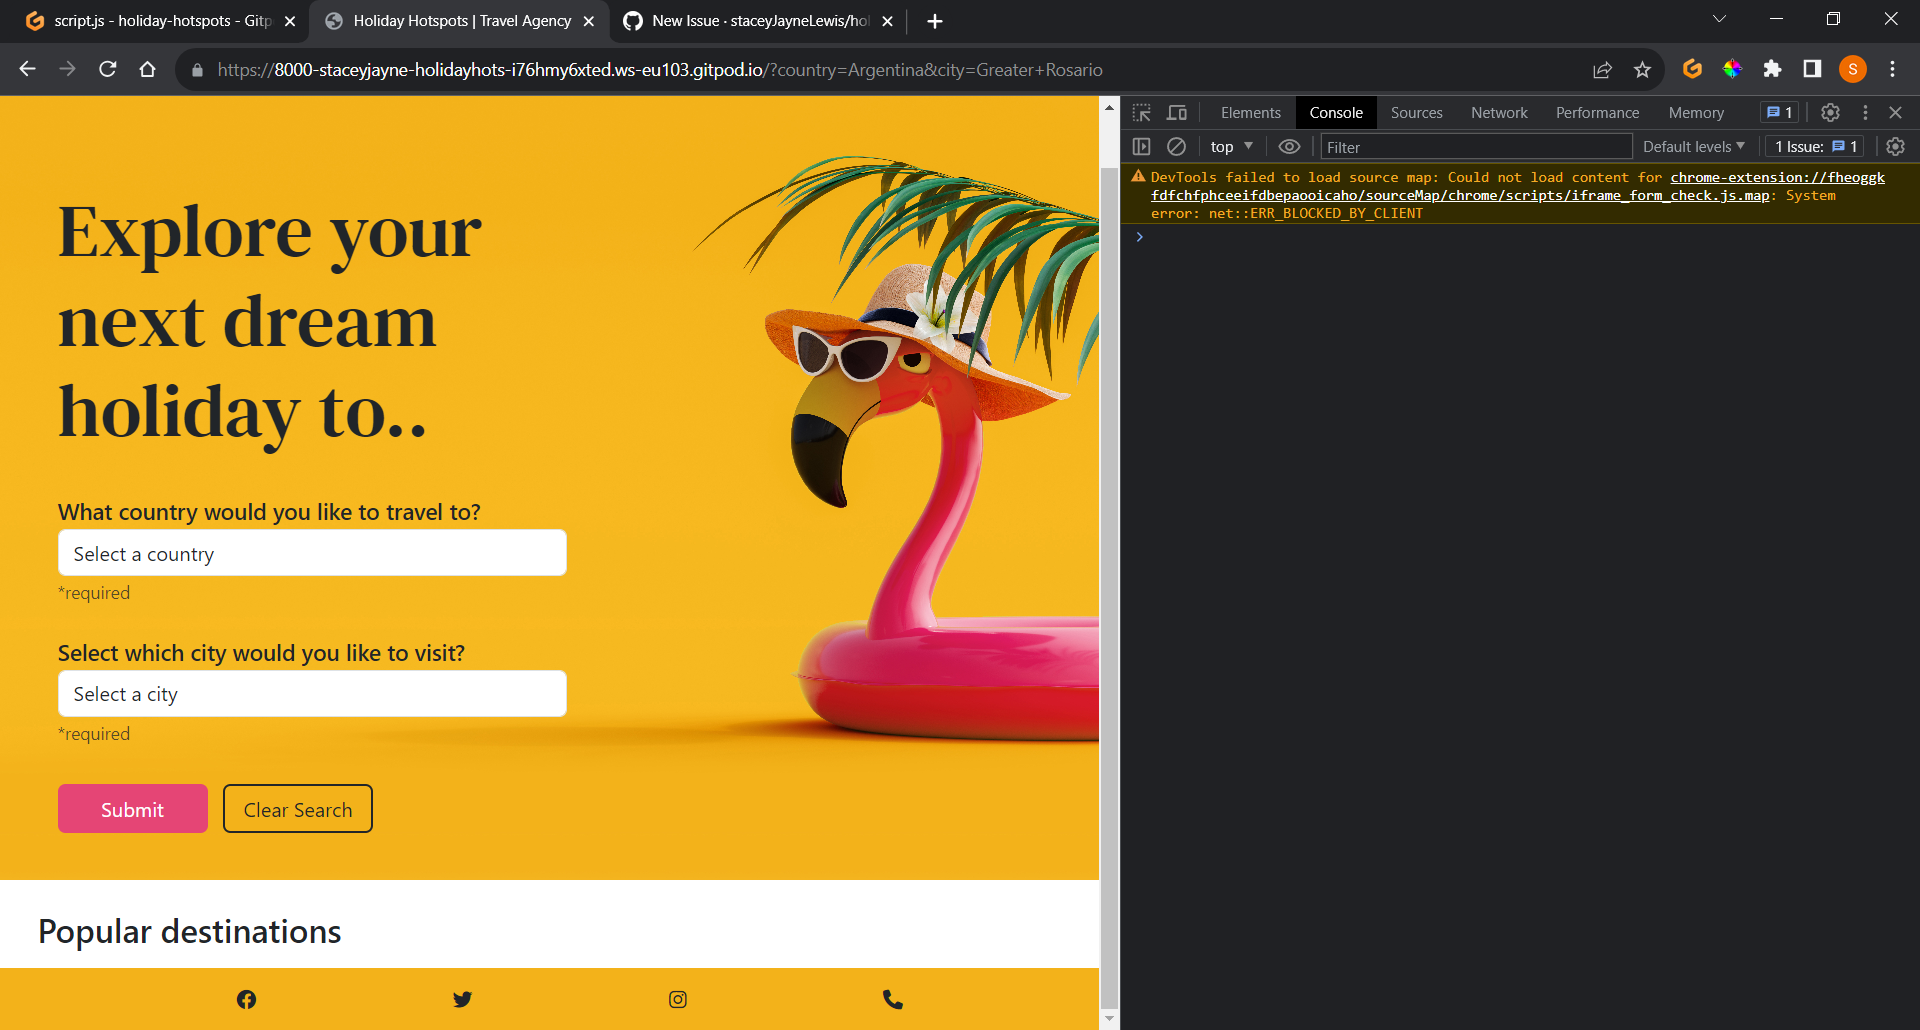 script.js - holiday-hotspots - Gitp
Holiday Hotspots | Travel Agency
New Issue · staceyJayneLewis/hol
https://8000-staceyjayne-holidayhots-i76hmy6xted.ws-eu103.gitpod.io/?country=Argentina&city=Greater+Rosario
S
Explore your
next dream
holiday to..
What country would you like to travel to?
Select a country
*required
Select which city would you like to visit?
Select a city
*required
Submit
Clear Search
Popular destinations
Elements
Console
Sources
Network
Performance
Memory
1
top
Filter
Default levels
1 Issue:
1
DevTools failed to load source map: Could not load content for chrome-extension://fheoggk
fdfchfphceeifdbepaooicaho/sourceMap/chrome/scripts/iframe_form_check.js.map: System
error: net::ERR_BLOCKED_BY_CLIENT